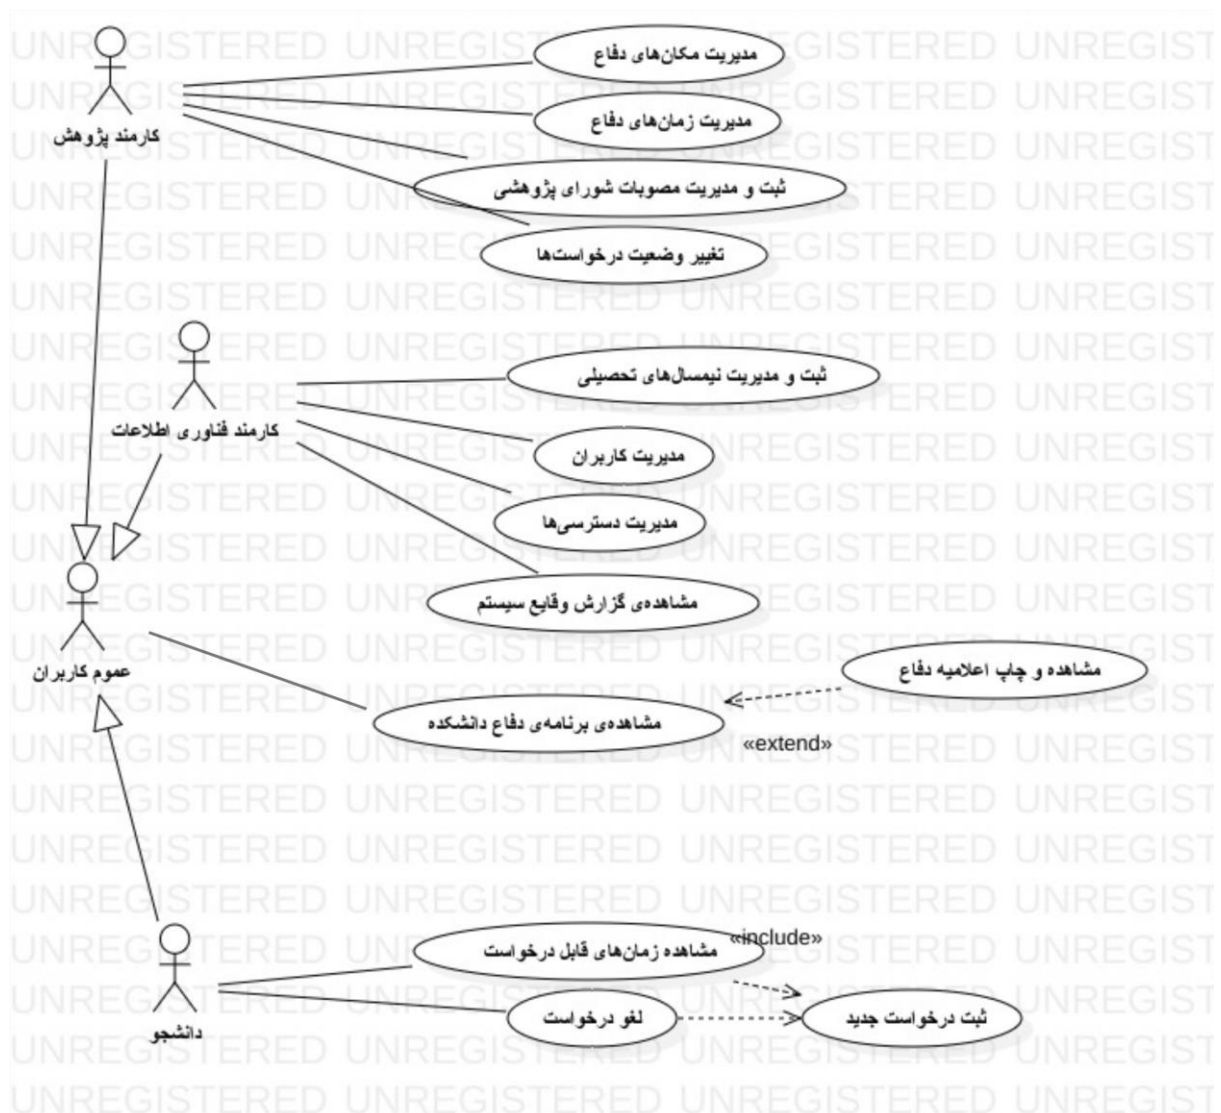 UNREGISTERED UNREGISTERED UNREGIST
مدیریت مکان‌های دفاع
مدیریت زمان‌های دفاع
کارمند پژوهش
ثبت و مدیریت مصوبات شورای پژوهشی
تغییر وضعیت درخواست‌ها
ثبت و مدیریت نیمسال‌های تحصیلی
کارمند فناوری اطلاعات
مدیریت کاربران
مدیریت دسترسی‌ها
مشاهده‌ی گزارش وقایع سیستم
مشاهده و چاپ اعلامیه دفاع
عموم کاربران
مشاهده‌ی برنامه‌ی دفاع دانشکده
«extend»
«include»
مشاهده زمان‌های قابل درخواست
لغو درخواست
ثبت درخواست جدید
دانشجو